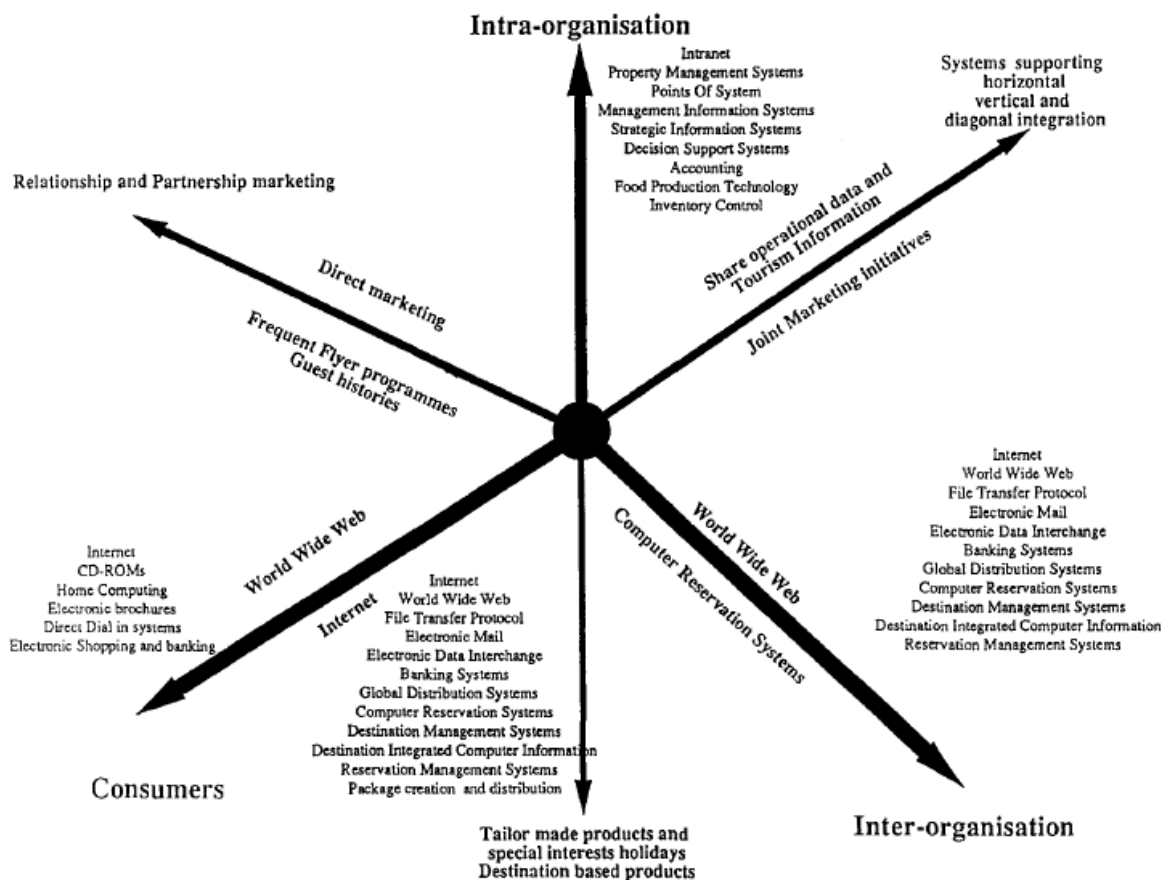 Intra-organisation
Intranet
Property Management Systems
Points Of System
Management Information Systems
Strategic Information Systems
Decision Support Systems
Accounting
Food Production Technology
Inventory Control
Systems supporting
horizontal
vertical and
diagonal integration
Relationship and Partnership marketing
Direct marketing
Frequent Flyer programmes
Guest histories
Share operational data and
Tourism Information
Joint Marketing initiatives
World Wide Web
Internet
World Wide Web
Computer Reservation Systems
Internet
CD-ROMs
Home Computing
Electronic brochures
Direct Dial in systems
Electronic Shopping and banking
Internet
World Wide Web
File Transfer Protocol
Electronic Mail
Electronic Data Interchange
Banking Systems
Global Distribution Systems
Computer Reservation Systems
Destination Management Systems
Destination Integrated Computer Information
Reservation Management Systems
Package creation and distribution
Internet
World Wide Web
File Transfer Protocol
Electronic Mail
Electronic Data Interchange
Banking Systems
Global Distribution Systems
Computer Reservation Systems
Destination Management Systems
Destination Integrated Computer Information
Reservation Management Systems
Consumers
Tailor made products and
special interests holidays
Destination based products
Inter-organisation